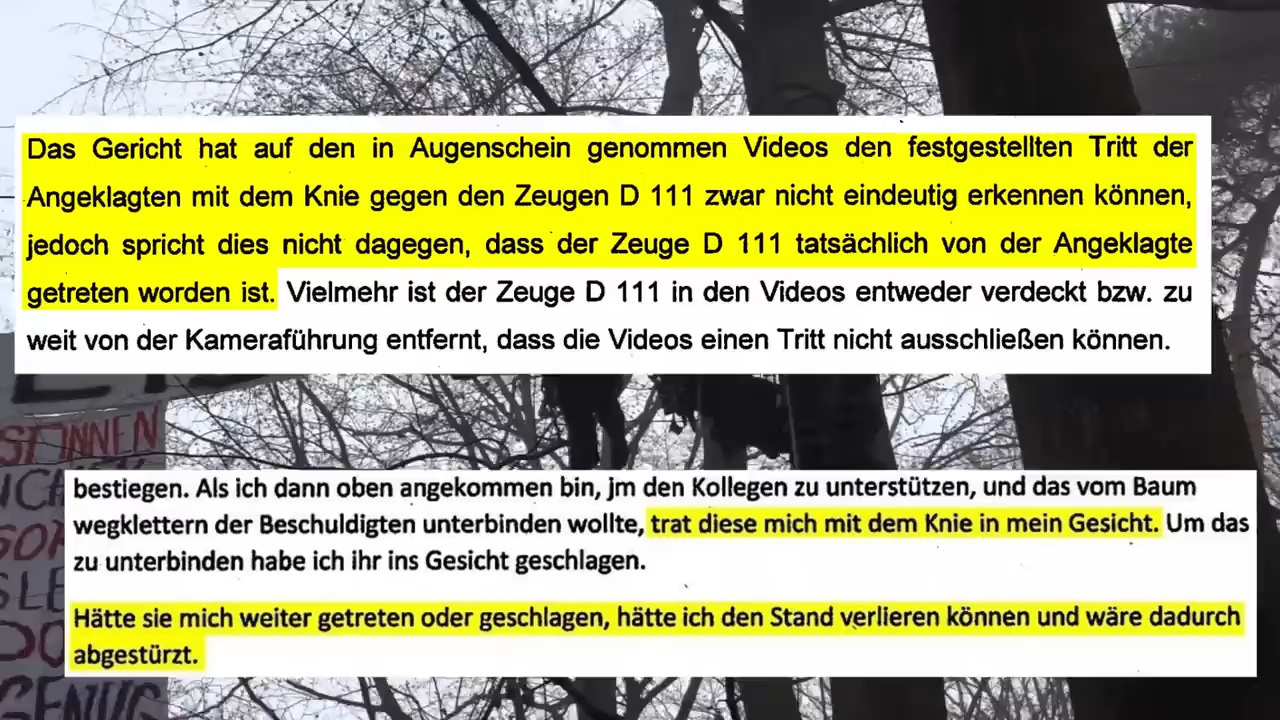 Das Gericht hat auf den in Augenschein genommen Videos den festgestellten Tritt der
Angeklagten mit dem Knie gegen den Zeugen D 111 zwar nicht eindeutig erkennen können,
jedoch spricht dies nicht dagegen, dass der Zeuge D 111 tatsächlich von der Angeklagte
getreten worden ist. Vielmehr ist der Zeuge D 111 in den Videos entweder verdeckt bzw. zu
weit von der Kameraführung entfernt, dass die Videos einen Tritt nicht ausschließen können.
bestiegen. Als ich dann oben angekommen bin, jm den Kollegen zu unterstützen, und das vom Baum
wegklettern der Beschuldigten unterbinden wollte, trat diese mich mit dem Knie in mein Gesicht. Um das
zu unterbinden habe ich ihr ins Gesicht geschlagen.
Hätte sie mich weiter getreten oder geschlagen, hätte ich den Stand verlieren können und wäre dadurch
abgestürzt.